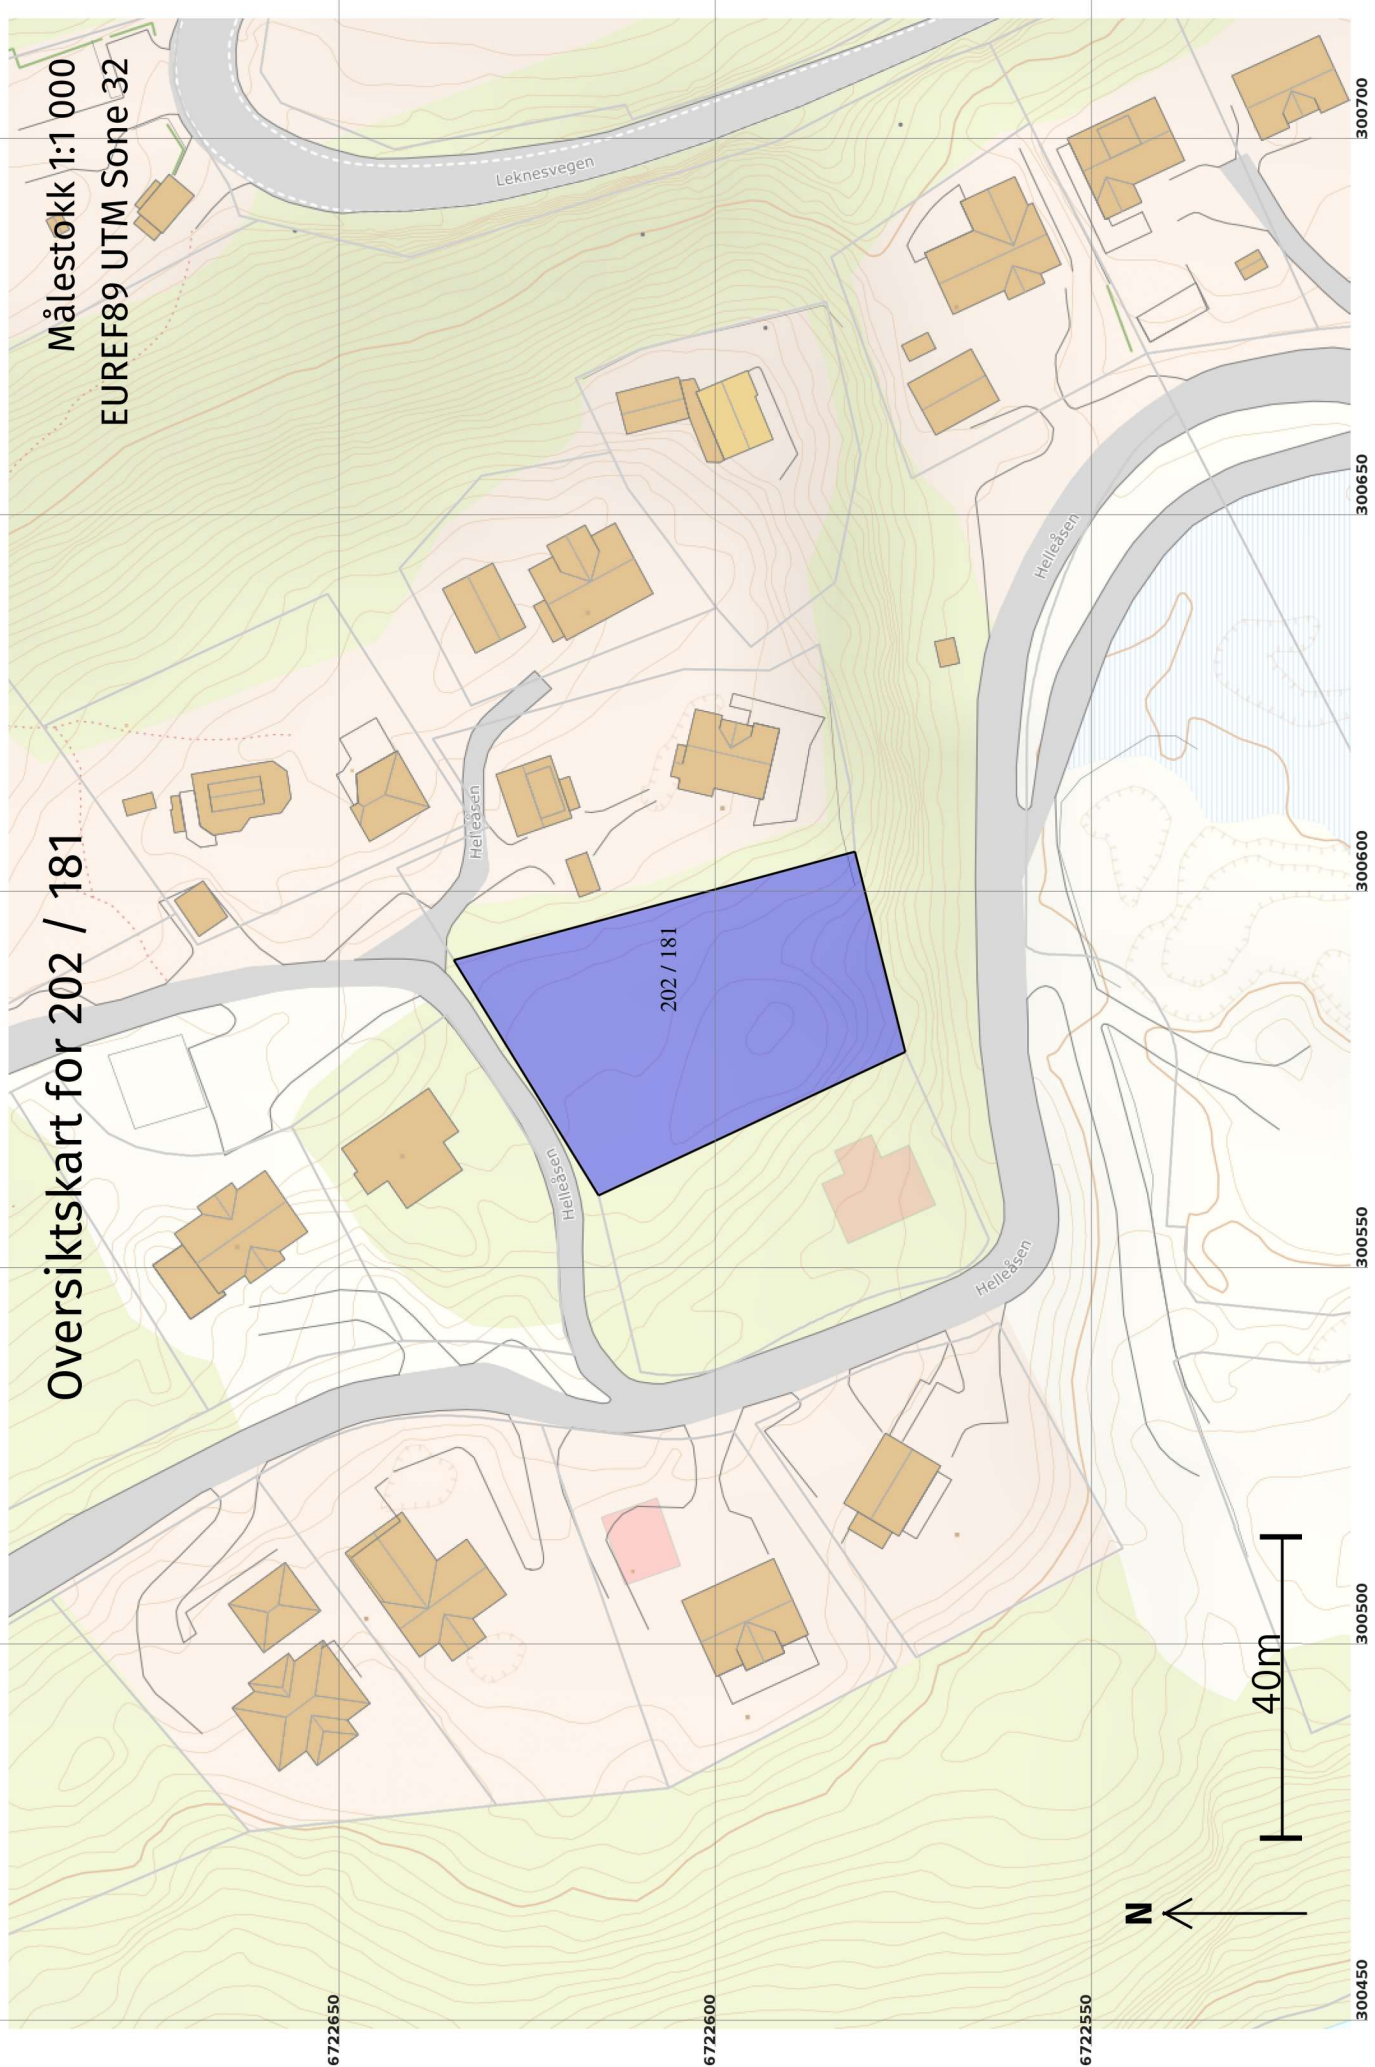 Oversiktskart for 202 / 181
Målestokk 1:1 000
EUREF89 UTM Sone 32
Leknesvegen
Helleåsen
Helleåsen
202 / 181
Helleåsen
Helleåsen
N
40m
6722650
6722600
6722550
300450
300500
300550
300600
300650
300700